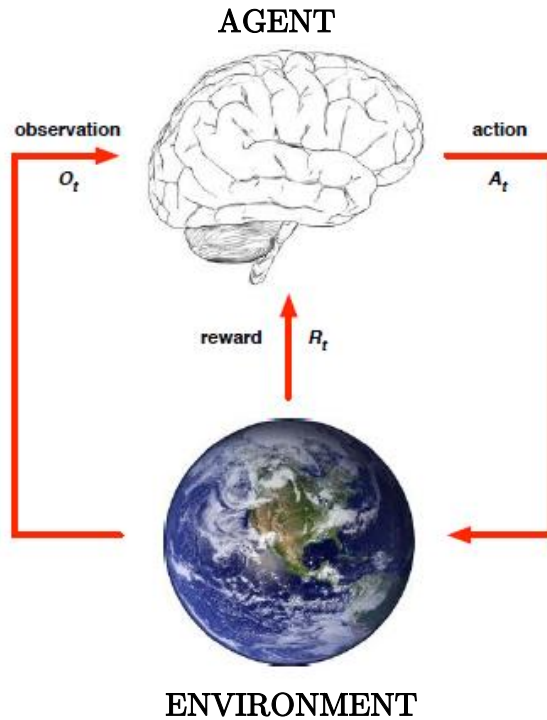 AGENT
observation
action
O_t
A_t
reward
R_t
ENVIRONMENT